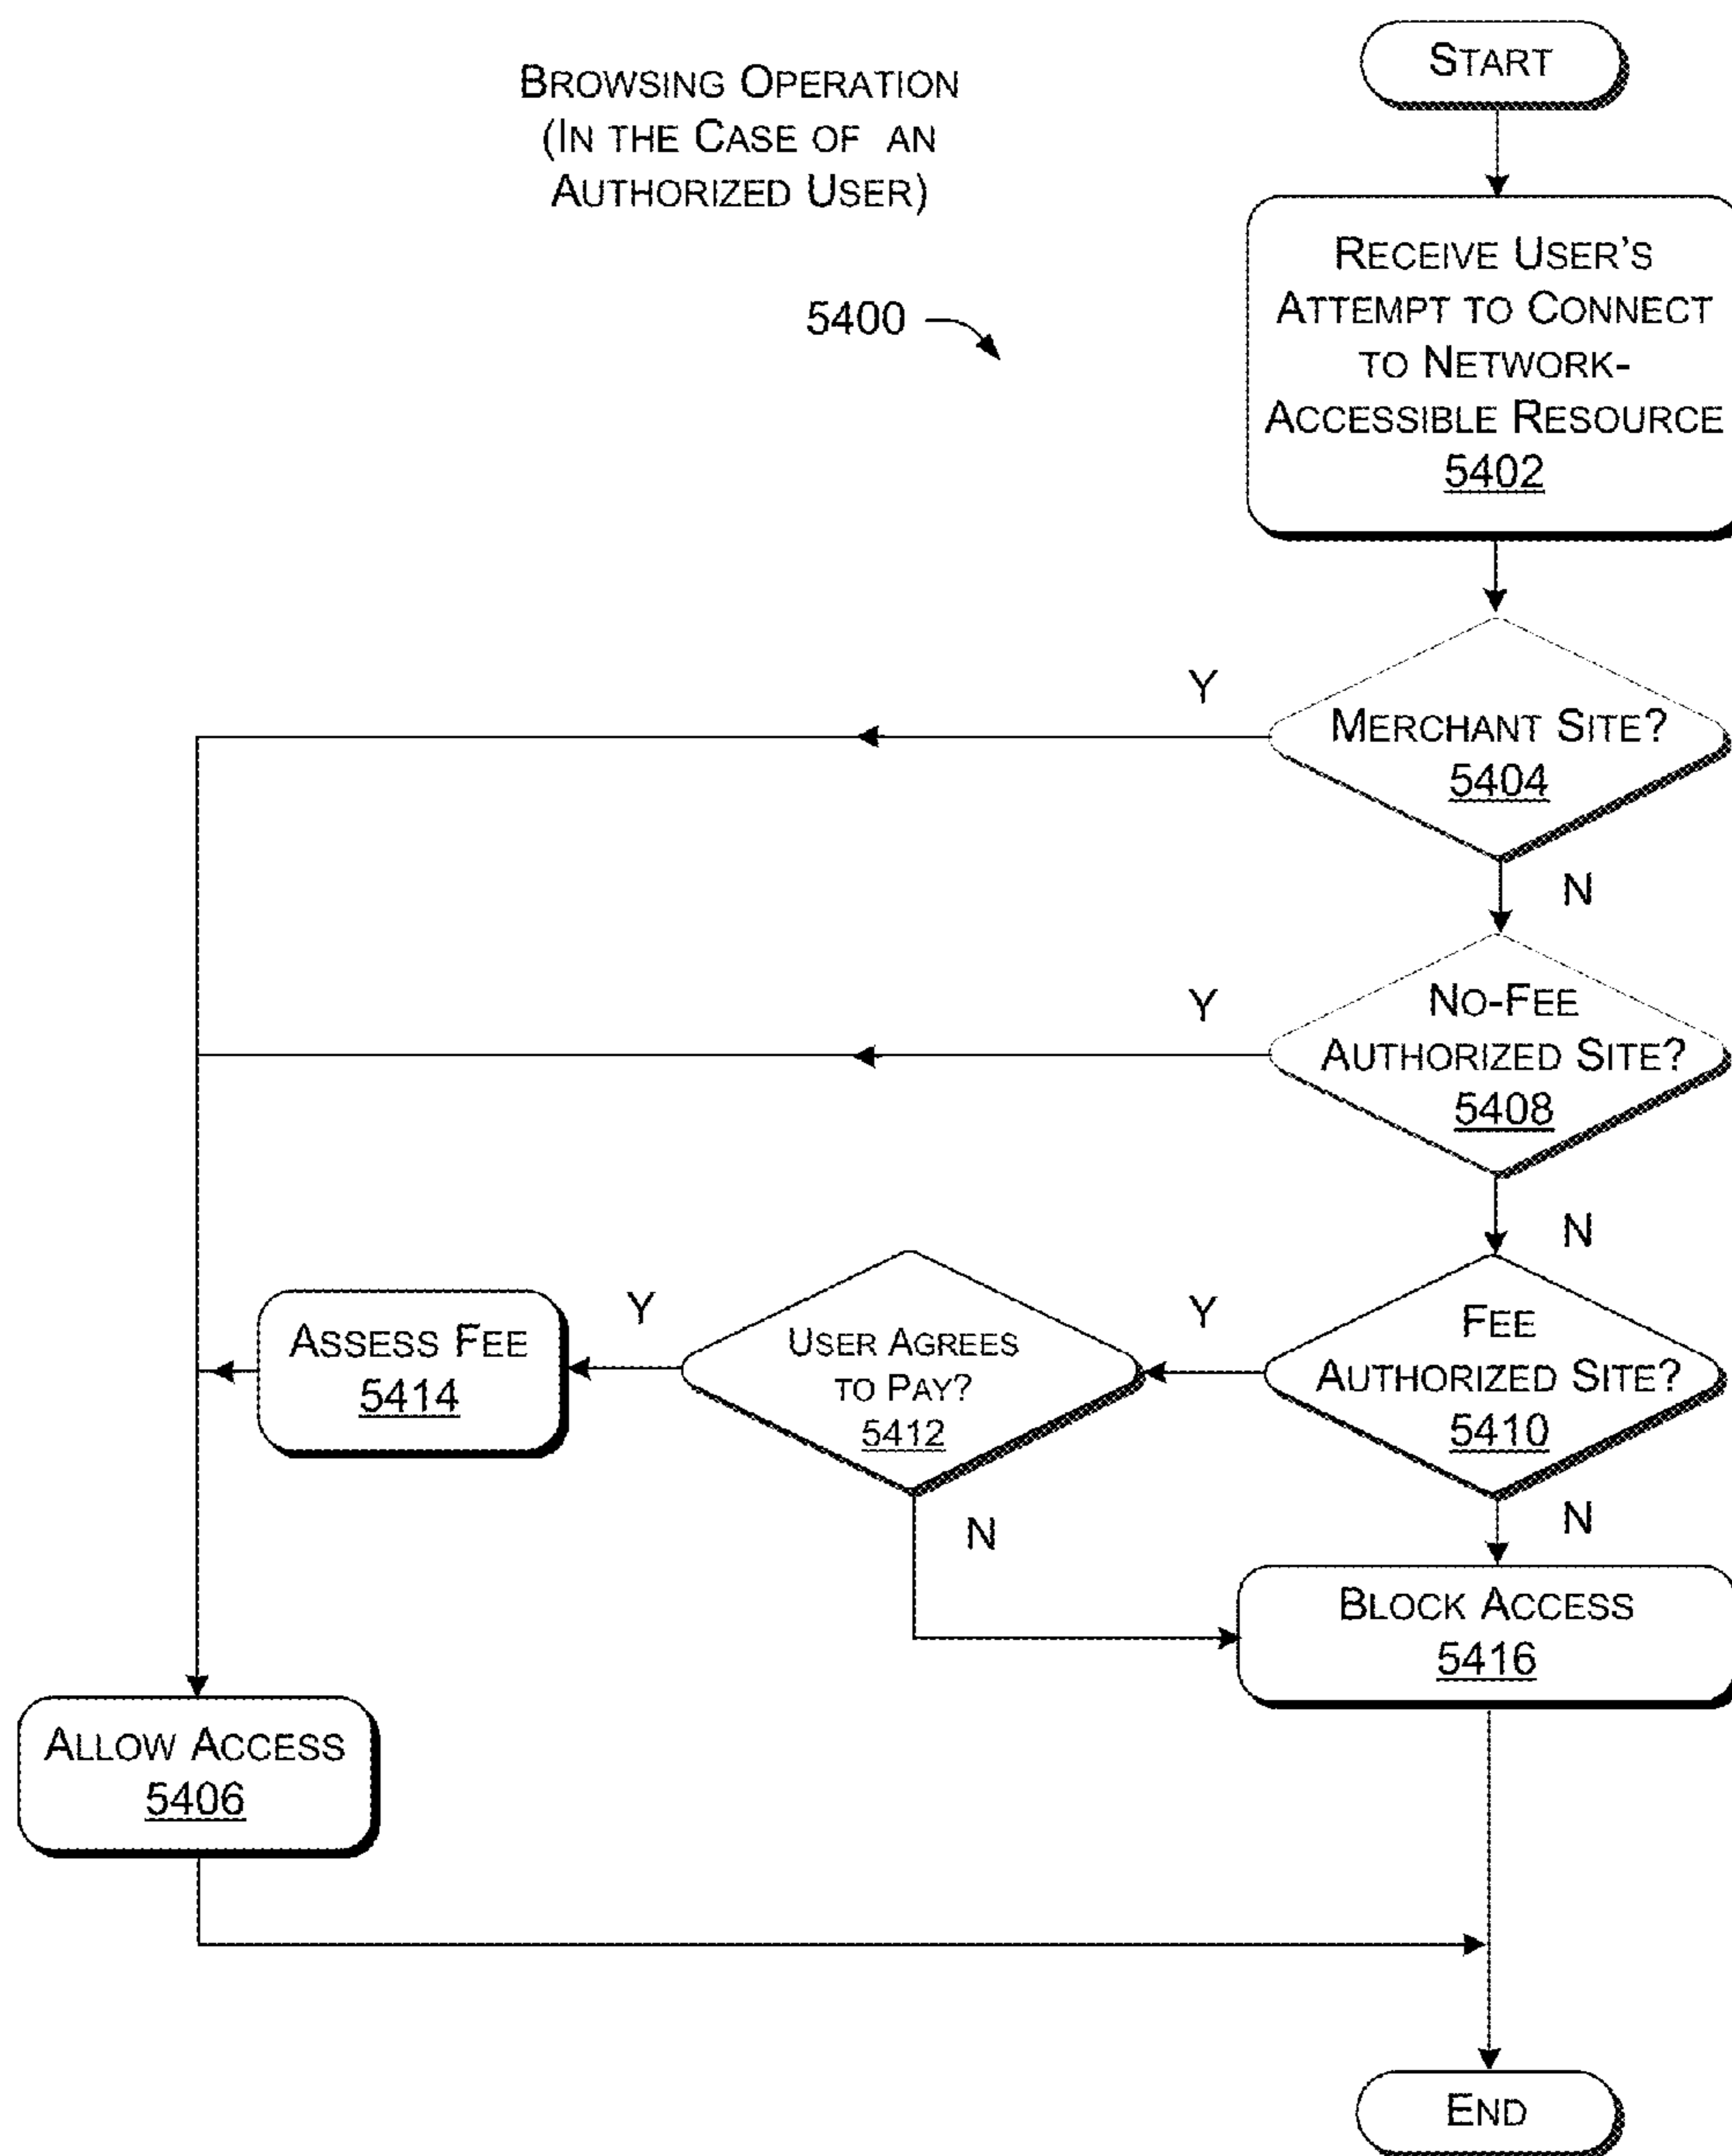 BROWSING OPERATION
(IN THE CASE OF AN
AUTHORIZED USER)
START
5400
RECEIVE USER'S
ATTEMPT TO CONNECT
TO NETWORK-
ACCESSIBLE RESOURCE
5402
Y
MERCHANT SITE?
5404
N
Y
NO-FEE
AUTHORIZED SITE?
5408
N
ASSESS FEE
5414
Y
USER AGREES
TO PAY?
5412
Y
FEE
AUTHORIZED SITE?
5410
N
N
BLOCK ACCESS
5416
ALLOW ACCESS
5406
END